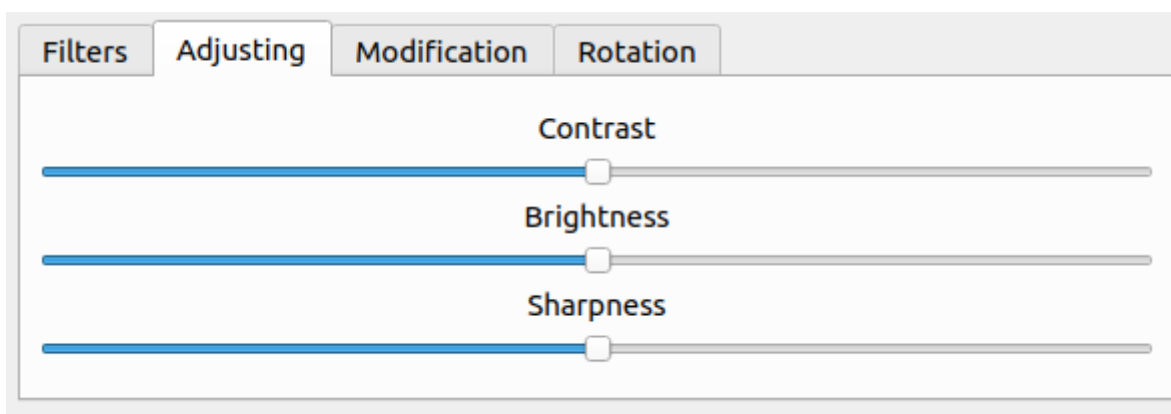 Filters Adjusting Modification Rotation
Contrast
Brightness
Sharpness